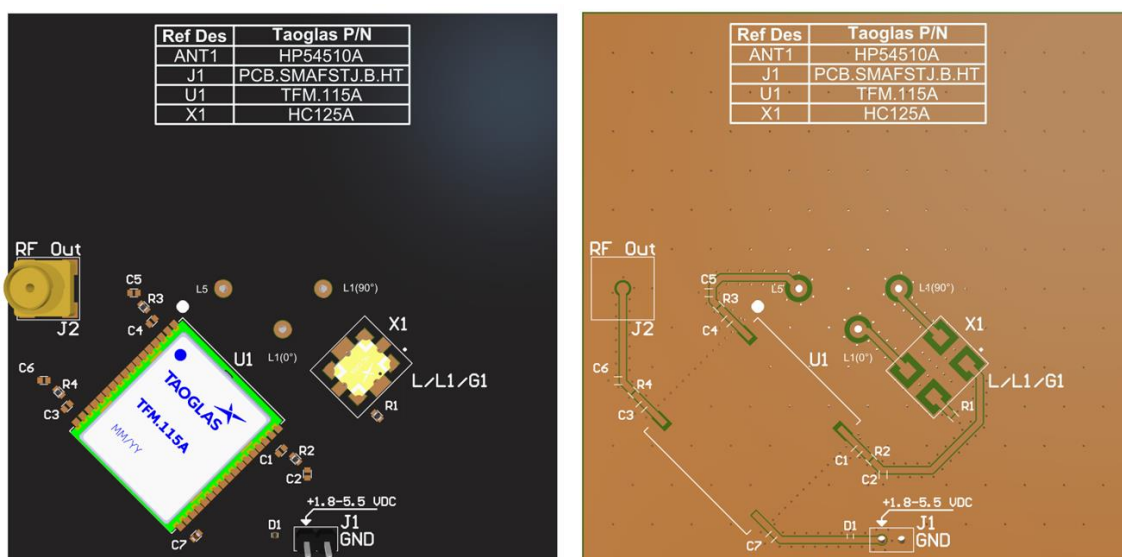 Ref Des Taoglas P/N
ANT1 HP54510A
J1 PCB.SMAFSTJ.B.HT
U1 TFM.115A
X1 HC125A
RF Out
J2
C5
R3
C4
L5
L1(90°)
L1(0°)
X1
U1
L/L1/G1
C6
R4
C3
R1
TAOGLAS
TFM.115A
MM/YY
C1
R2
C2
+1.8-5.5 VDC
D1
J1
GND
C7
Ref Des Taoglas P/N
ANT1 HP54510A
J1 PCB.SMAFSTJ.B.HT
U1 TFM.115A
X1 HC125A
RF Out
J2
C5
R3
C4
L5
L1(90°)
L1(0°)
X1
U1
L/L1/G1
C6
R4
C3
R1
C1
R2
C2
+1.8-5.5 VDC
D1
J1
GND
C7